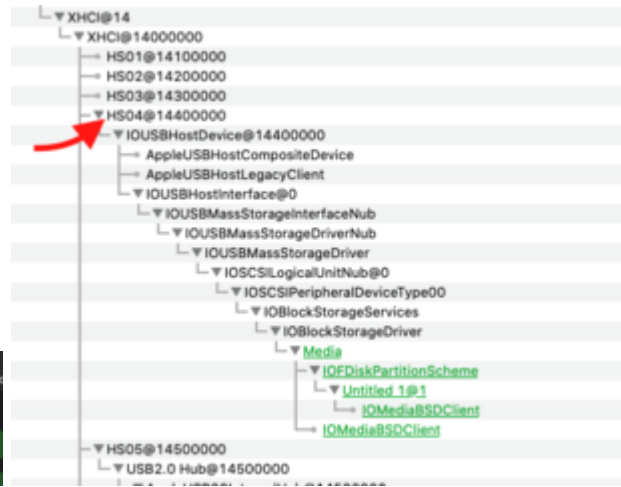 XHCI@14
XHCI@14000000
HS01@14100000
HS02@14200000
HS03@14300000
HS04@14400000
IOUSBHostDevice@14400000
AppleUSBHostCompositeDevice
AppleUSBHostLegacyClient
IOUSBHostInterface@0
IOUSBMassStorageInterfaceNub
IOUSBMassStorageDriverNub
IOUSBMassStorageDriver
IOSCSILogicalUnitNub@0
IOSCSIPeripheralDeviceType00
IOBlockStorageServices
IOBlockStorageDriver
Media
IOFDiskPartitionScheme
Untitled 1@1
IOMediaBSDClient
IOMediaBSDClient
HS05@14500000
USB2.0 Hub@14500000